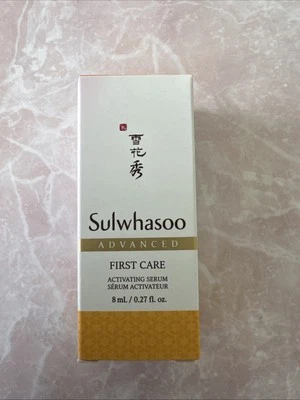 雪花秀
Sulwhasoo
ADVANCED
FIRST CARE
ACTIVATING SERUM
SÉRUM ACTIVATEUR
8 mL / 0.27 fl. oz.